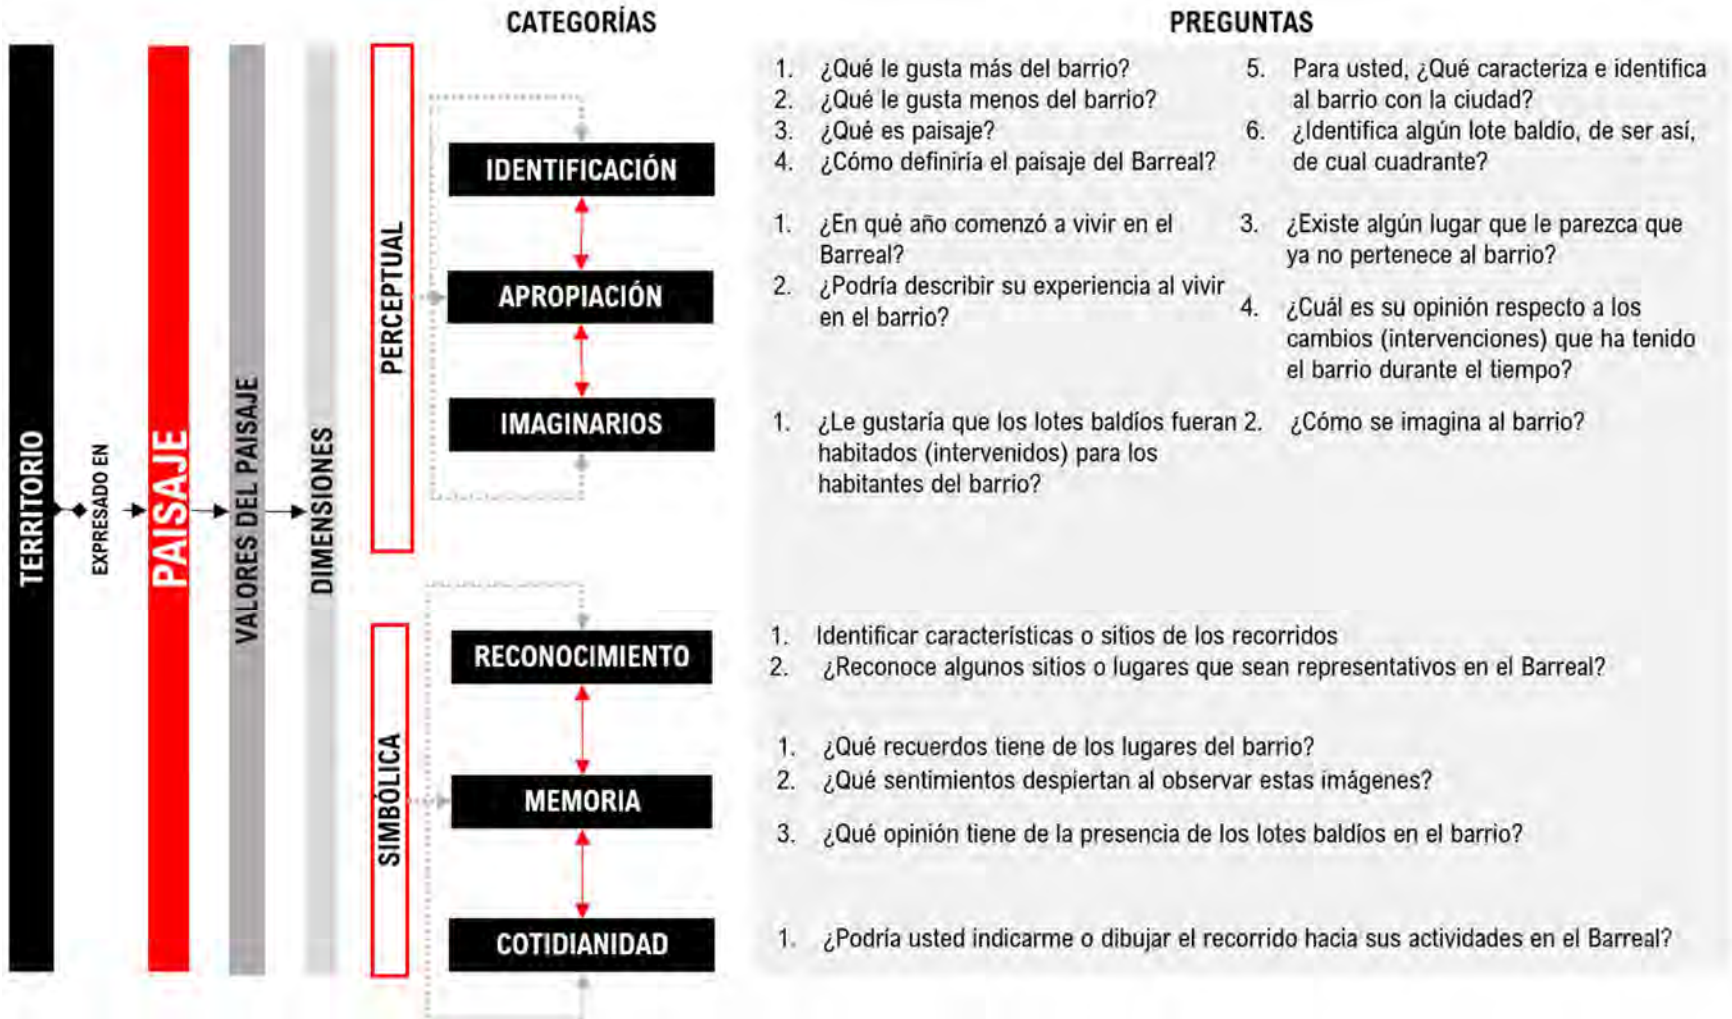 CATEGORÍAS
PREGUNTAS
TERRITORIO
EXPRESADO EN
PAISAJE
VALORES DEL PAISAJE
DIMENSIONES
PERCEPTUAL
IDENTIFICACIÓN
1. ¿Qué le gusta más del barrio?
2. ¿Qué le gusta menos del barrio?
3. ¿Qué es paisaje?
4. ¿Cómo definiría el paisaje del Barreal?
5. Para usted, ¿Qué caracteriza e identifica
al barrio con la ciudad?
6. ¿Identifica algún lote baldío, de ser así,
de cual cuadrante?
APROPIACIÓN
1. ¿En qué año comenzó a vivir en el
Barreal?
2. ¿Podría describir su experiencia al vivir
en el barrio?
3. ¿Existe algún lugar que le parezca que
ya no pertenece al barrio?
4. ¿Cuál es su opinión respecto a los
cambios (intervenciones) que ha tenido
el barrio durante el tiempo?
IMAGINARIOS
1. ¿Le gustaría que los lotes baldíos fueran
habitados (intervenidos) para los
habitantes del barrio?
2. ¿Cómo se imagina al barrio?
SIMBÓLICA
RECONOCIMIENTO
1. Identificar características o sitios de los recorridos
2. ¿Reconoce algunos sitios o lugares que sean representativos en el Barreal?
MEMORIA
1. ¿Qué recuerdos tiene de los lugares del barrio?
2. ¿Qué sentimientos despiertan al observar estas imágenes?
3. ¿Qué opinión tiene de la presencia de los lotes baldíos en el barrio?
COTIDIANIDAD
1. ¿Podría usted indicarme o dibujar el recorrido hacia sus actividades en el Barreal?